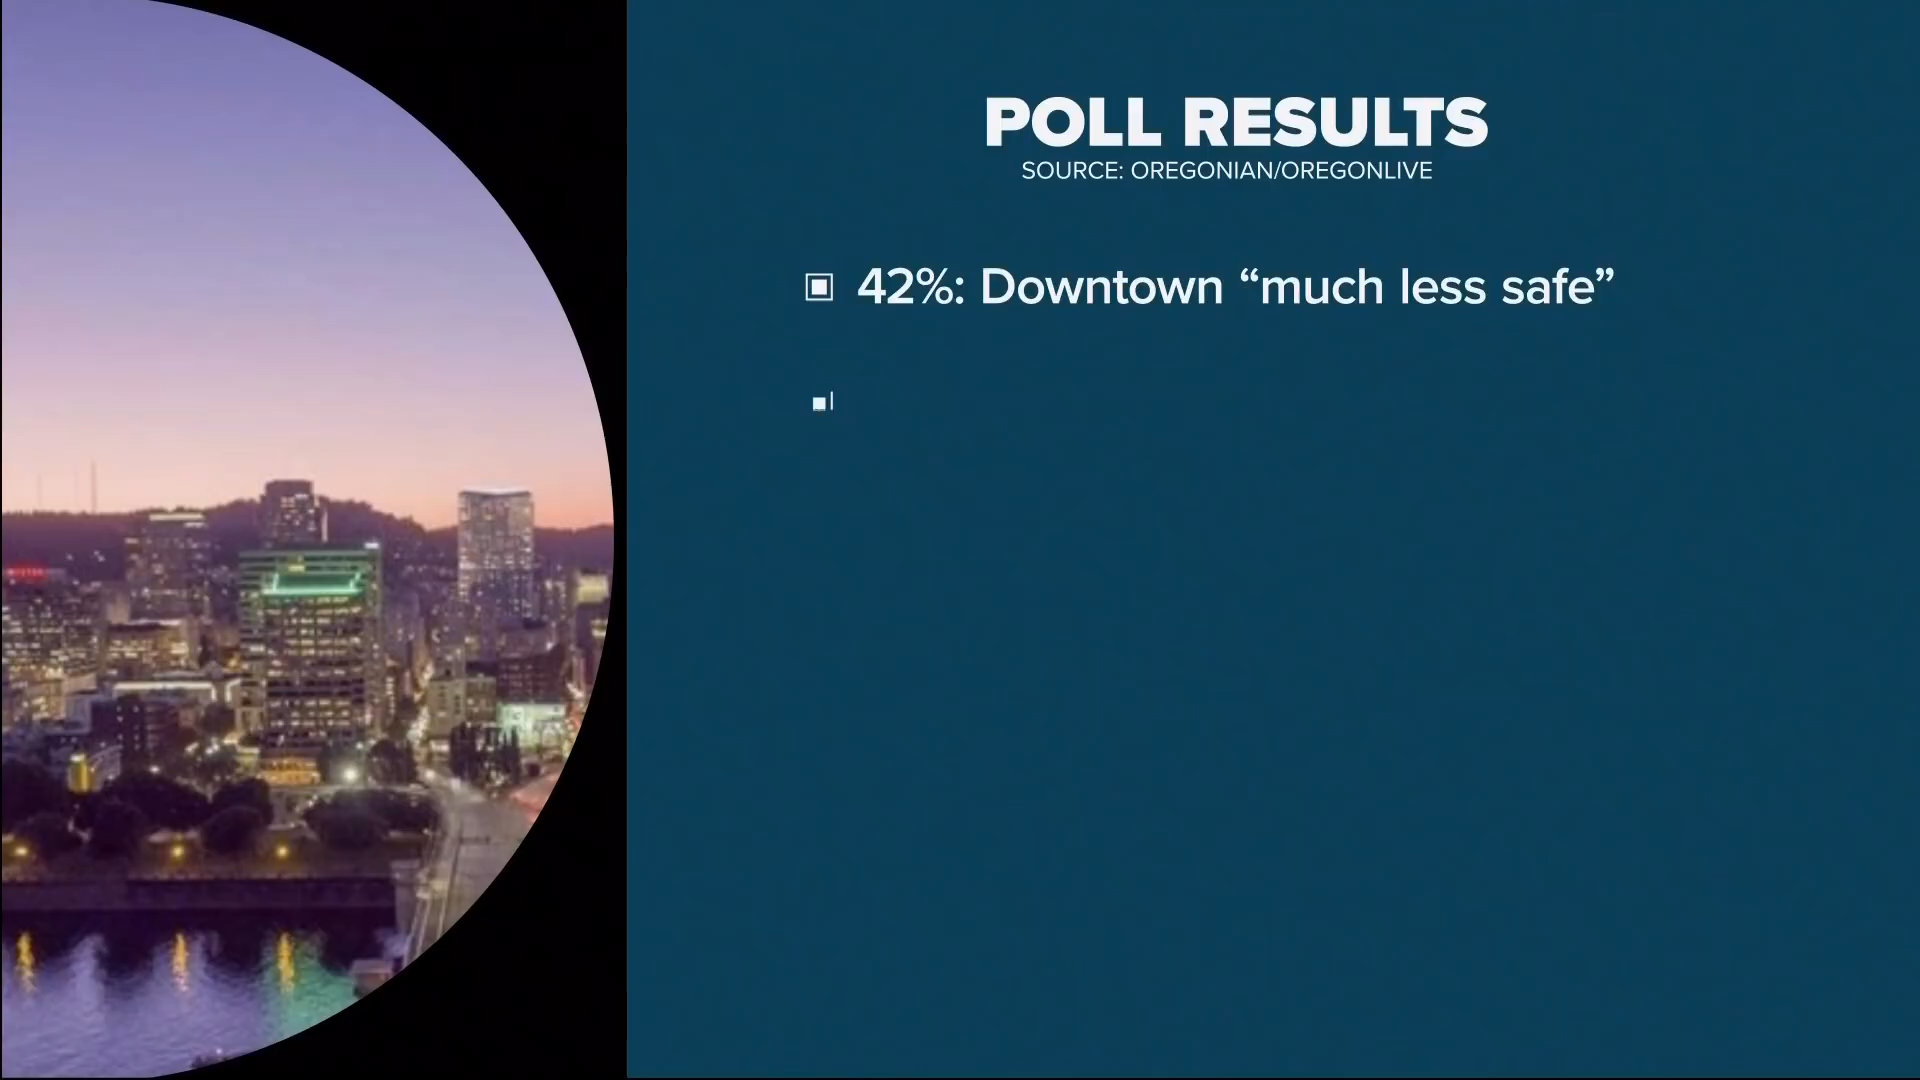 POLL RESULTS
SOURCE: OREGONIAN/OREGONLIVE
42%: Downtown “much less safe”